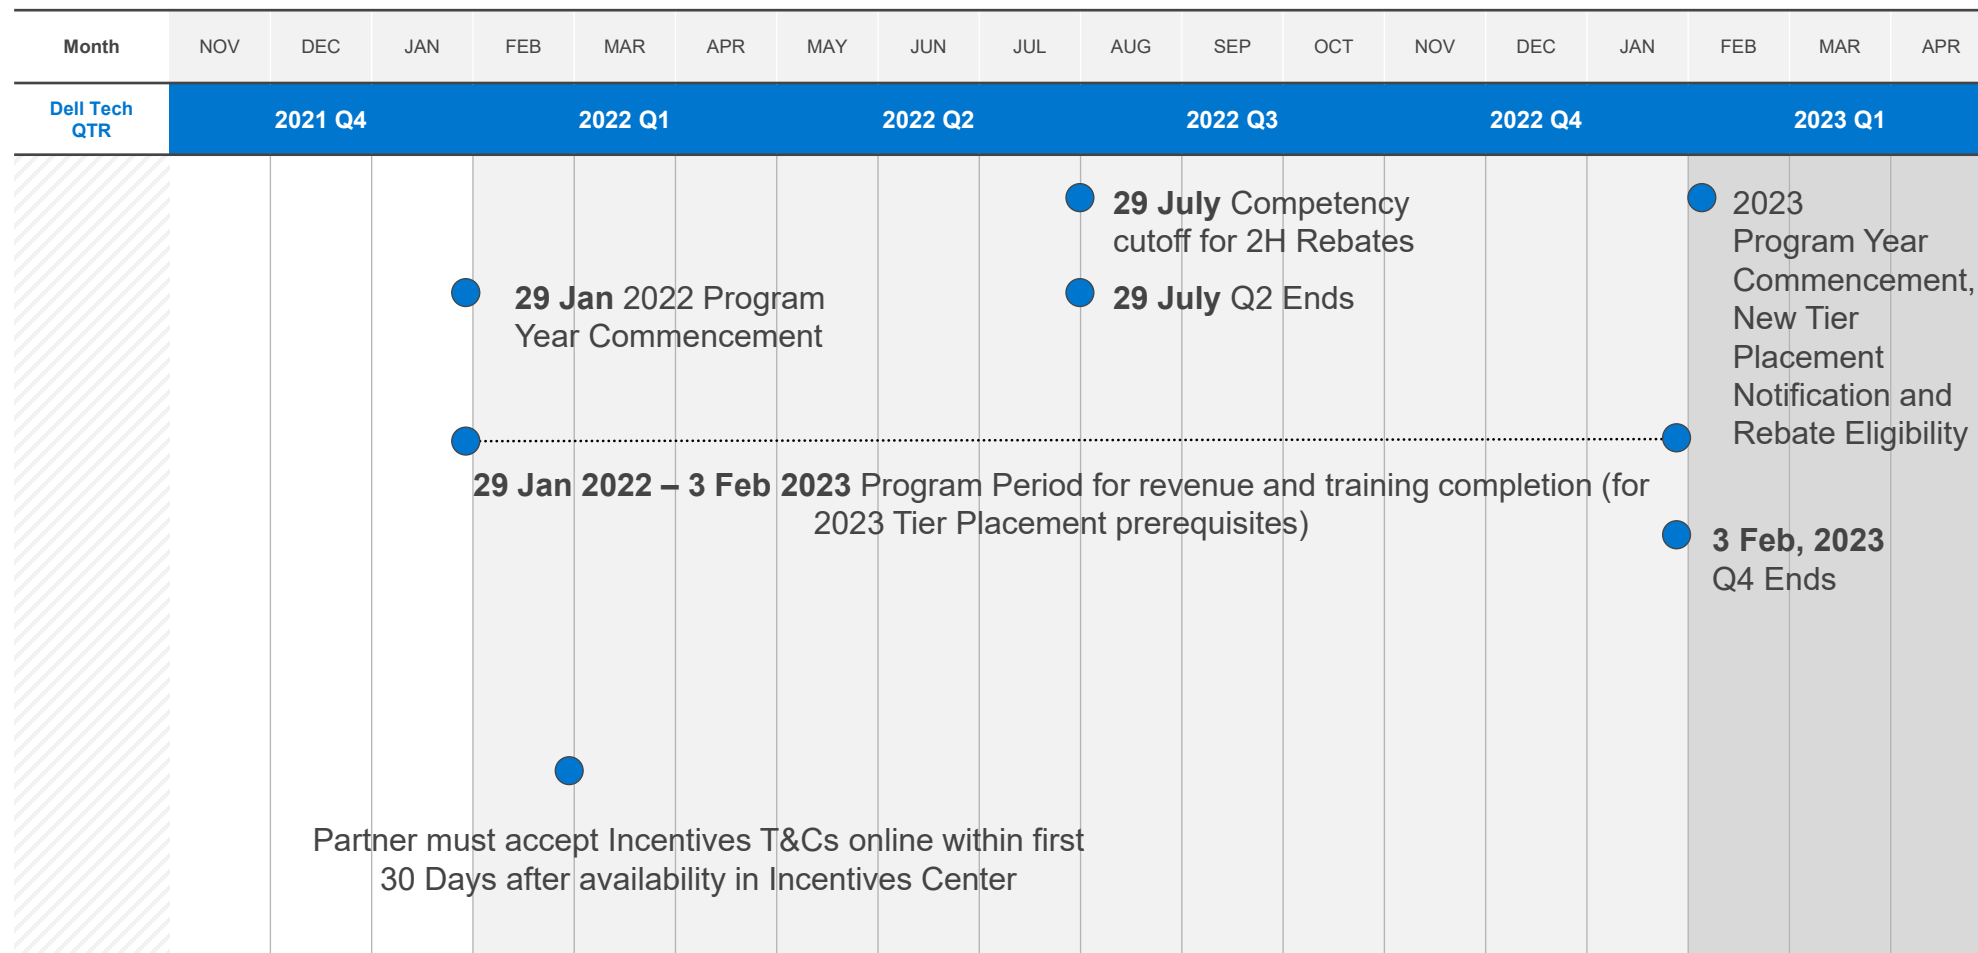 Month NOV DEC JAN FEB MAR APR MAY JUN JUL AUG SEP OCT NOV DEC JAN FEB MAR APR
Dell Tech
QTR
2021 Q4 2022 Q1 2022 Q2 2022 Q3 2022 Q4 2023 Q1
29 July Competency
cutoff for 2H Rebates
29 Jan 2022 Program
Year Commencement
29 July Q2 Ends
2023
Program Year
Commencement,
New Tier
Placement
Notification and
Rebate Eligibility
29 Jan 2022 – 3 Feb 2023 Program Period for revenue and training completion (for
2023 Tier Placement prerequisites)
3 Feb, 2023
Q4 Ends
Partner must accept Incentives T&Cs online within first
30 Days after availability in Incentives Center